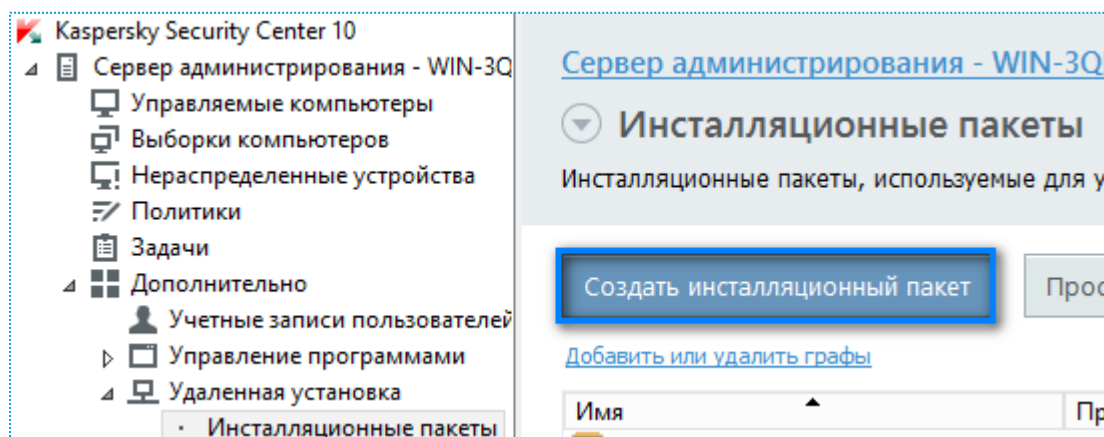 Kaspersky Security Center 10
Сервер администрирования - WIN-3Q
Управляемые компьютеры
Выборки компьютеров
Нераспределенные устройства
Политики
Задачи
Дополнительно
Учетные записи пользователей
Управление программами
Удаленная установка
Инсталляционные пакеты
Сервер администрирования - WIN-3Q
Инсталляционные пакеты
Инсталляционные пакеты, используемые для у
Создать инсталляционный пакет
Прос
Добавить или удалить графы
Имя
Пр